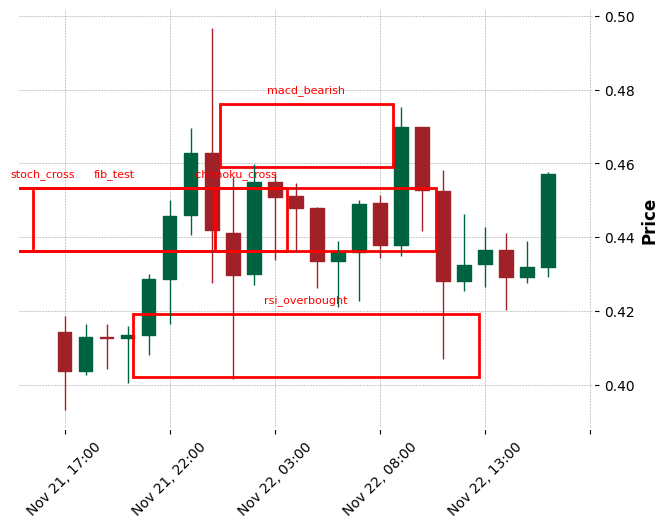 0.50
0.48
macd_bearish
0.46
stoch_cross
fib_test
0.44
rsi_overbought
0.42
0.40
Price
Nov 21, 17:00
Nov 21, 22:00
Nov 22, 03:00
Nov 22, 08:00
Nov 22, 13:00